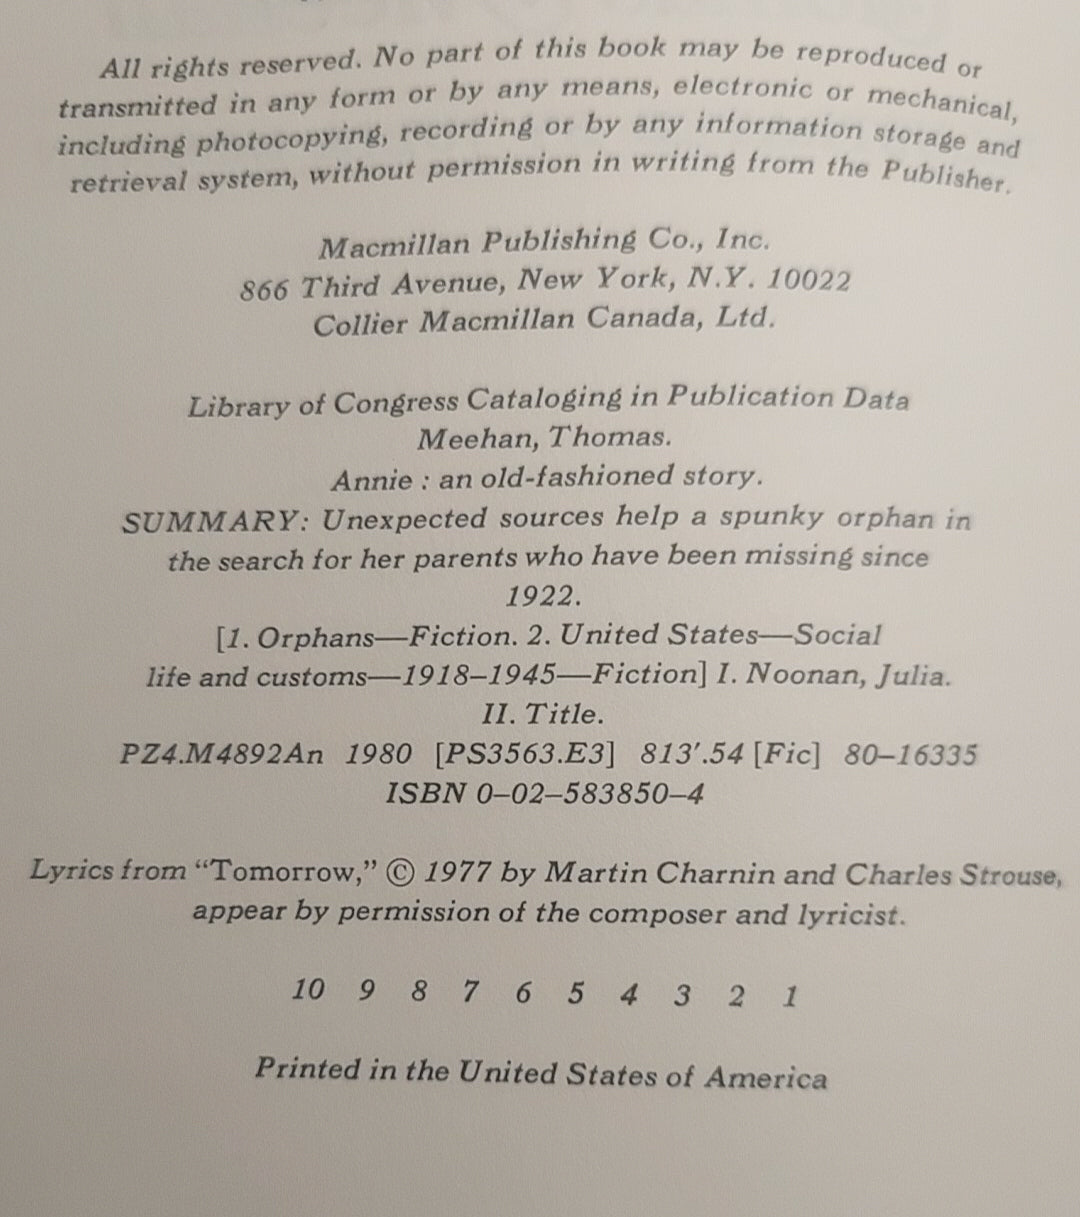 All rights reserved. No part of this book may be reproduced or
transmitted in any form or by any means, electronic or mechanical,
including photocopying, recording or by any information storage and
retrieval system, without permission in writing from the Publisher.
Macmillan Publishing Co., Inc.
866 Third Avenue, New York, N.Y. 10022
Collier Macmillan Canada, Ltd.
Library of Congress Cataloging in Publication Data
Meehan, Thomas.
Annie : an old-fashioned story.
SUMMARY: Unexpected sources help a spunky orphan in
the search for her parents who have been missing since
1922.
[1. Orphans—Fiction. 2. United States—Social
life and customs—1918–1945—Fiction] I. Noonan, Julia.
II. Title.
PZ4.M4892An 1980 [PS3563.E3] 813′.54 [Fic] 80–16335
ISBN 0–02–583850–4
Lyrics from “Tomorrow,” © 1977 by Martin Charnin and Charles Strouse,
appear by permission of the composer and lyricist.
10 9 8 7 6 5 4 3 2 1
Printed in the United States of America